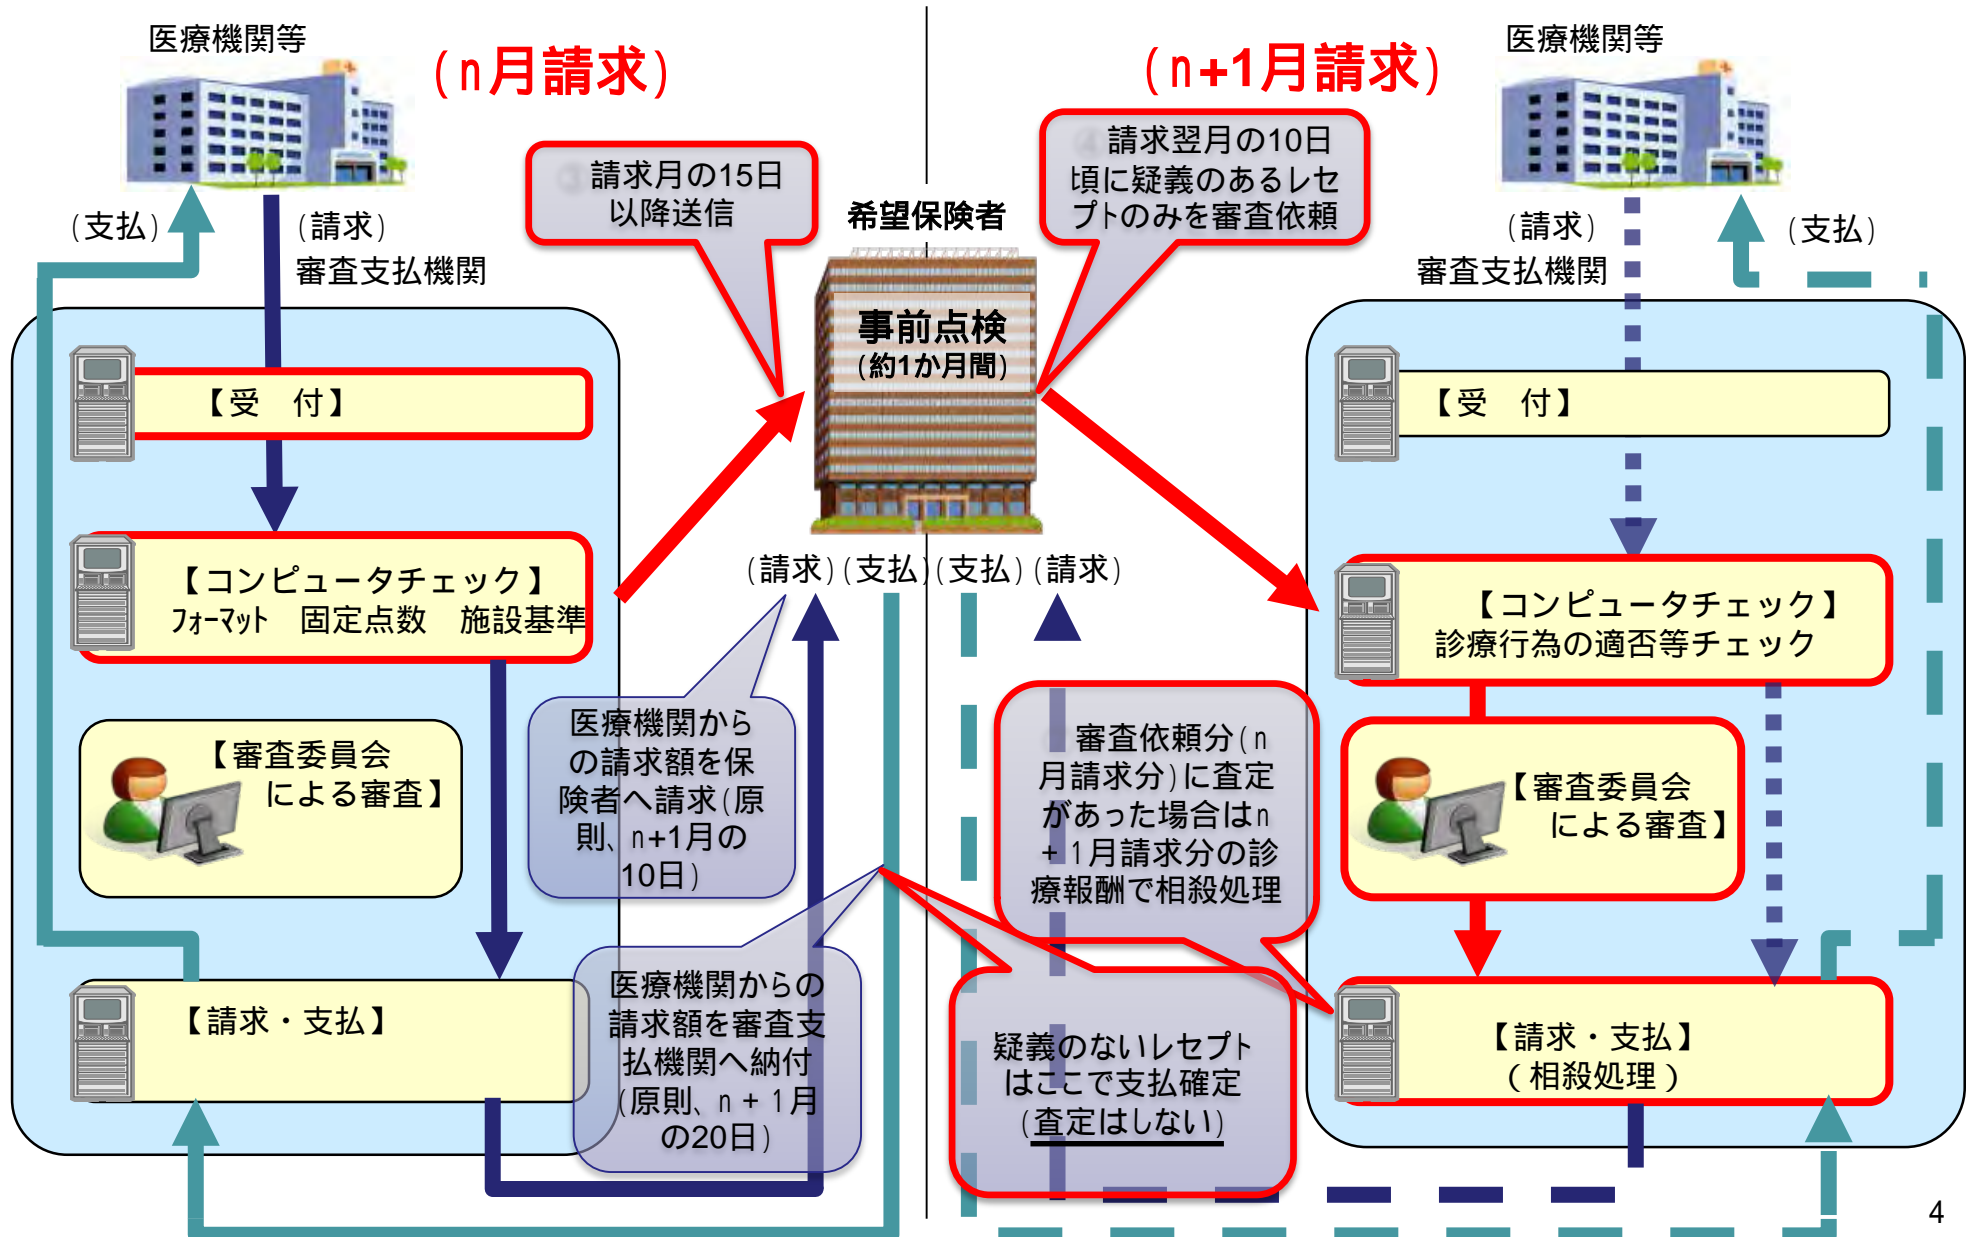 医療機関等
(n月請求)
(支払)
(請求)
審査支払機関
【受　付】
【コンピュータチェック】
フォーマット　固定点数　施設基準
【審査委員会
による審査】
【請求・支払】
請求月の15日
以降送信
希望保険者
事前点検
(約1か月間)
(請求)(支払)(支払)(請求)
医療機関から
の請求額を保
険者へ請求(原
則、n+1月の
10日)
医療機関からの
請求額を審査支
払機関へ納付
(原則、n+1月
の20日)
(n+1月請求)
医療機関等
請求翌月の10日
頃に疑義のあるレセ
プトのみを審査依頼
(請求)
(支払)
審査支払機関
【受　付】
【コンピュータチェック】
診療行為の適否等チェック
【審査委員会
による審査】
審査依頼分(n
月請求分)に査定
があった場合はn
+1月請求分の診
療報酬で相殺処理
疑義のないレセプト
はここで支払確定
(査定はしない)
【請求・支払】
(相殺処理)
4